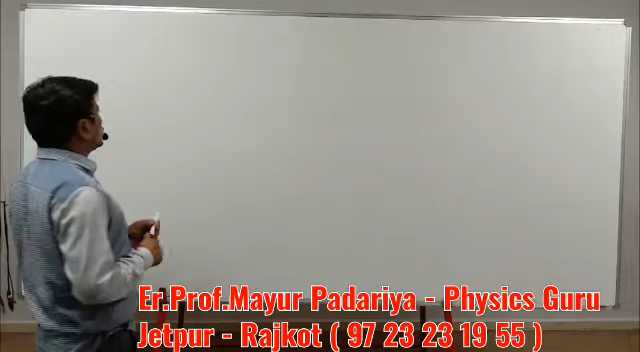 Er.Prof.Mayur Padariya - Physics Guru
Jetpur - Rajkot ( 97 23 23 19 55 )